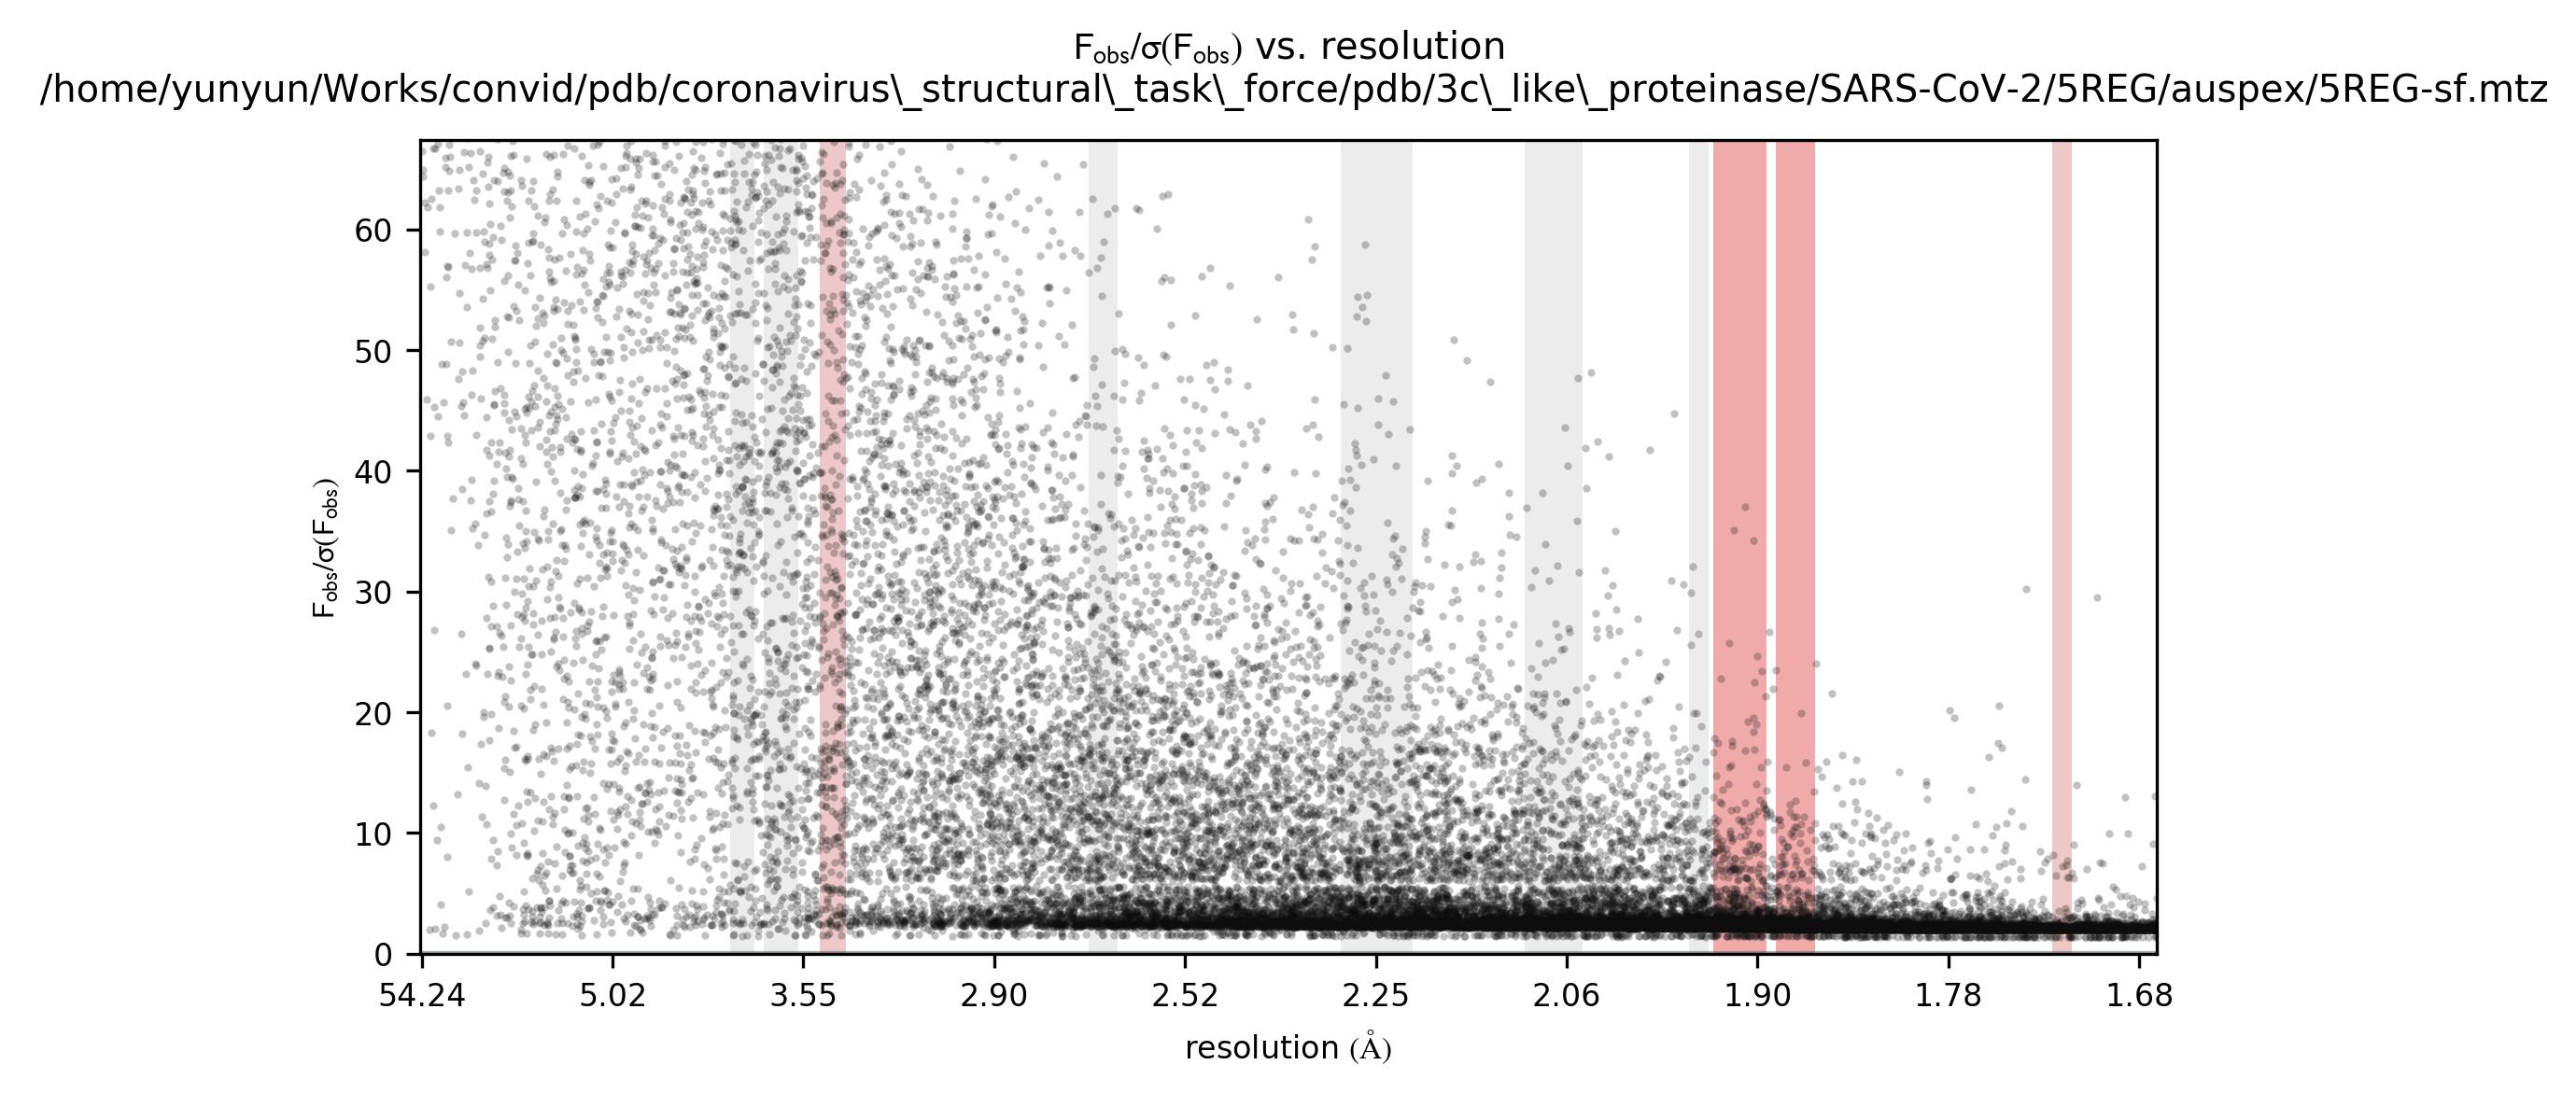 Fobs/σ(Fobs) vs. resolution
/home/yunyun/Works/convid/pdb/coronavirus\_structural\_task\_force/pdb/3c\_like\_proteinase/SARS-CoV-2/5REG/auspex/5REG-sf.mtz
60
50
40
30
20
10
0
Fobs/σ(Fobs)
54.24 5.02 3.55 2.90 2.52 2.25 2.06 1.90 1.78 1.68
resolution (Å)